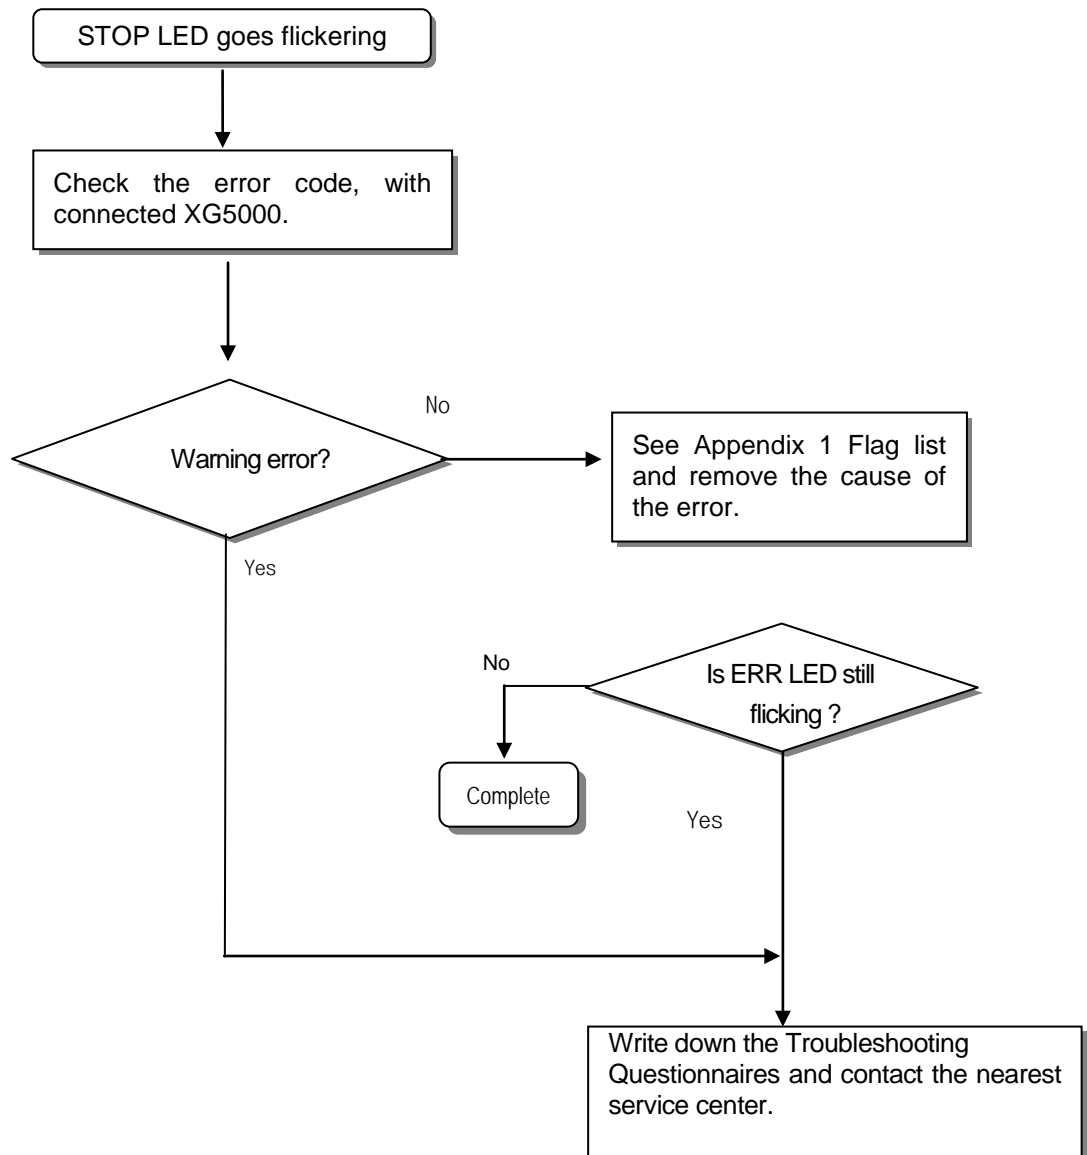 STOP LED goes flickering
Check the error code, with
connected XG5000.
Warning error?
No
See Appendix 1 Flag list
and remove the cause of
the error.
Yes
Is ERR LED still
flicking ?
No
Complete
Yes
Write down the Troubleshooting
Questionnaires and contact the nearest
service center.